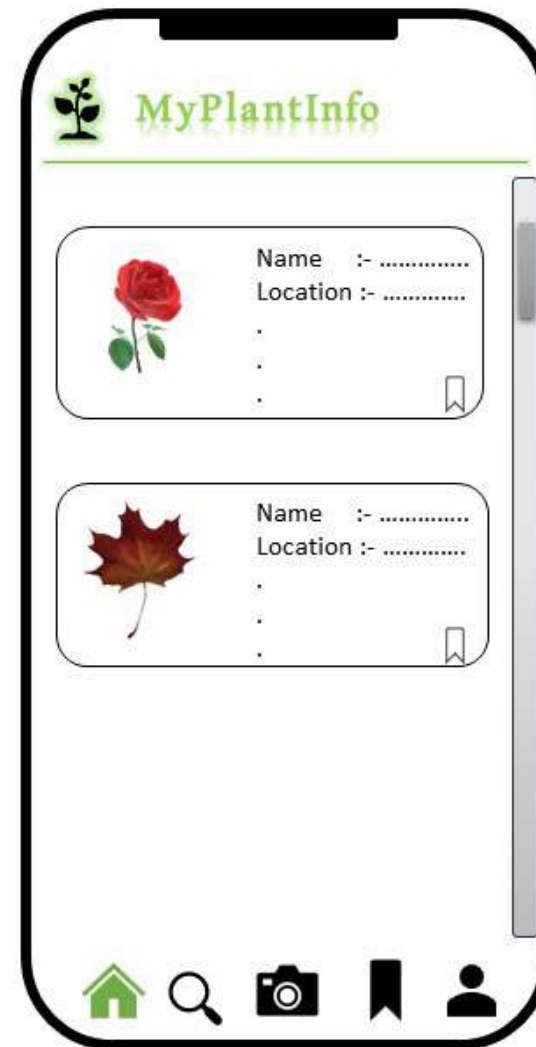 MyPlantInfo
Name :- ..............
Location :- .............
.
.
.
Name :- ..............
Location :- .............
.
.
.